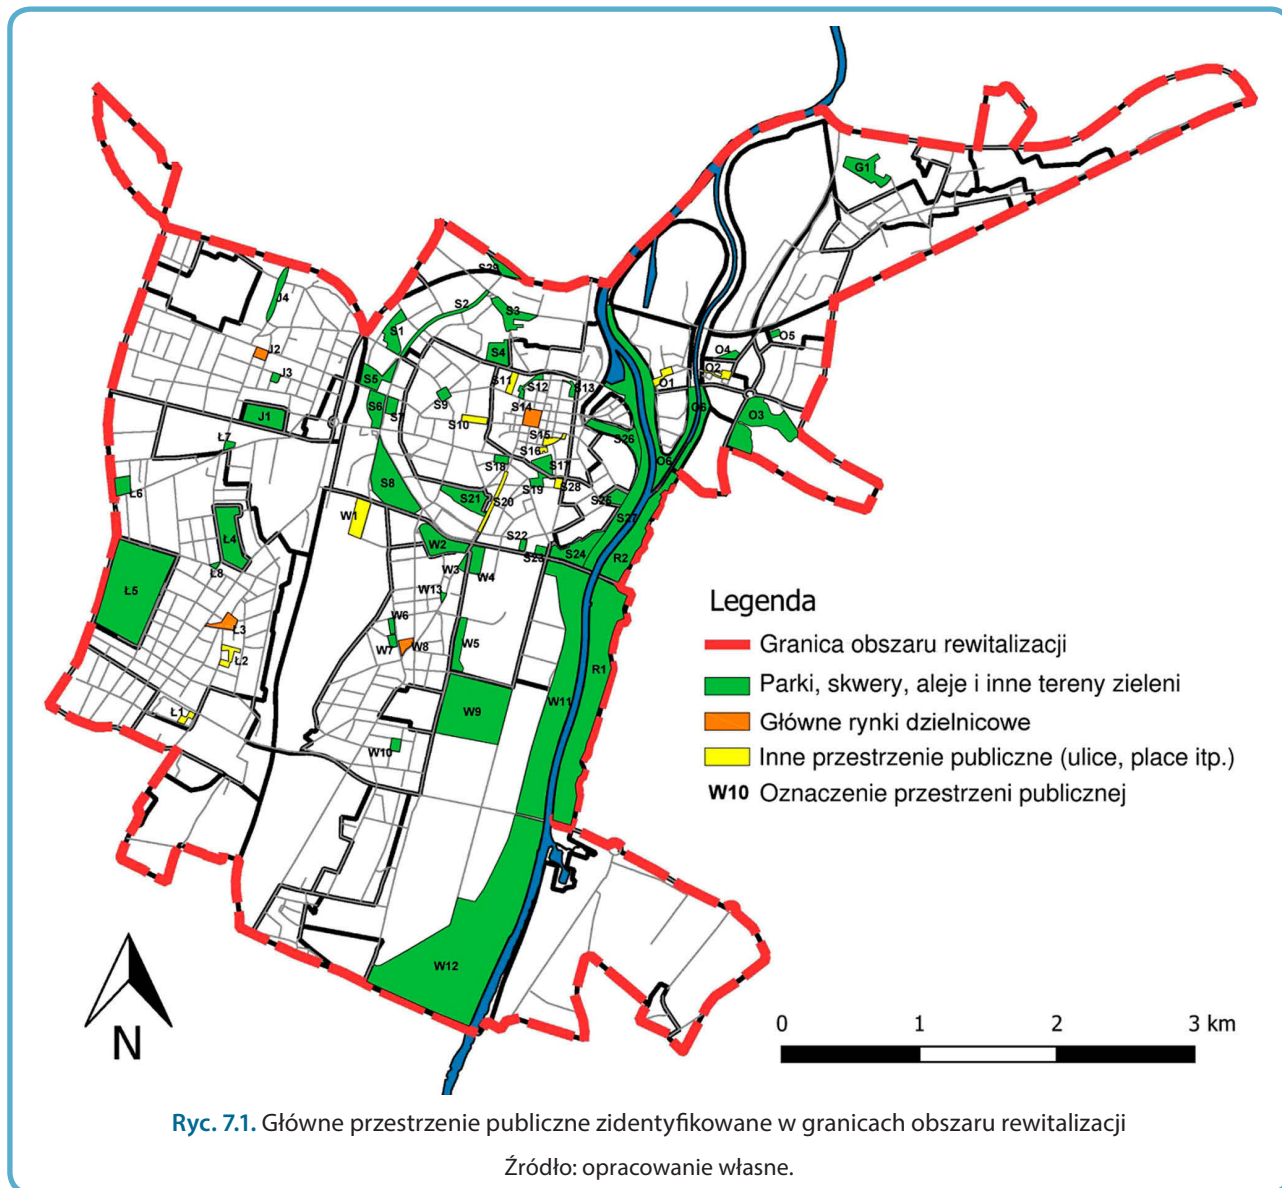 G1
S29
J4
S2
S3
S1
O5
J2
S4
O4
J3
S5
S11
S12
S13
O1
O2
S6
S7
S9
S14
O6
J1
S10
S15
S26
O3
Ł7
S16
S18
S17
O6
Ł6
S8
S19
S28
S21
S20
S25
W1
S27
Ł4
W2
S22
S23
S24
R2
Ł8
W3
W4
Ł5
W13
W6
Ł3
W7
W8
W5
Ł2
R1
W11
W9
Ł1
W10
W12
Legenda
Granica obszaru rewitalizacji
Parki, skwery, aleje i inne tereny zieleni
Główne rynki dzielnicowe
Inne przestrzenie publiczne (ulice, place itp.)
W10 Oznaczenie przestrzeni publicznej
N
0 1 2 3 km
Ryc. 7.1. Główne przestrzenie publiczne zidentyfikowane w granicach obszaru rewitalizacji
Źródło: opracowanie własne.